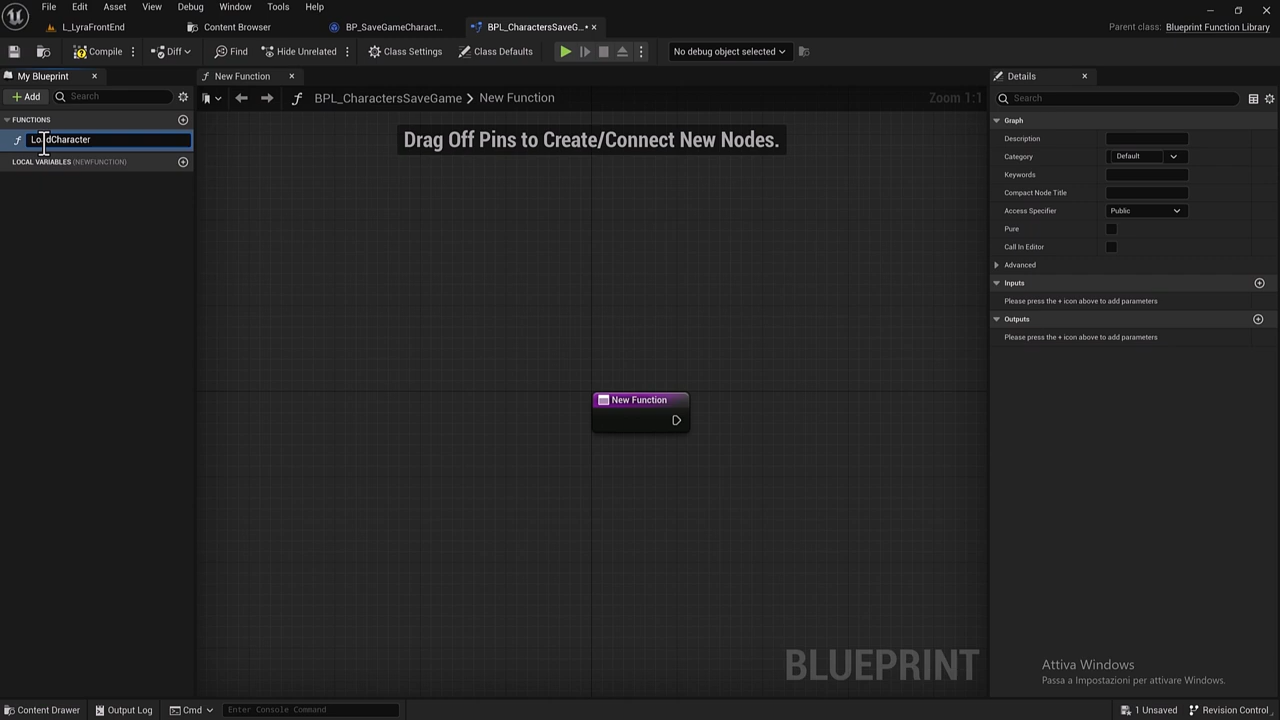 File Edit Asset View Debug Window Tools Help
L_LyraFrontEnd Content Browser BP_SaveGameCharact... BPL_CharactersSaveG...• Parent class: Blueprint Function Library
Compile Diff Find Hide Unrelated Class Settings Class Defaults No debug object selected
My Blueprint New Function Details
Add Search BPL_CharactersSaveGame New Function Zoom 1:1 Search
FUNCTIONS
LoadCharacter
LOCAL VARIABLES (NEWFUNCTION)
Drag Off Pins to Create/Connect New Nodes.
New Function
BLUEPRINT
Graph
Description
Category Default
Keywords
Compact Node Title
Access Specifier Public
Pure
Call In Editor
Advanced
Inputs
Please press the + icon above to add parameters
Outputs
Please press the + icon above to add parameters
Attiva Windows
Passa a Impostazioni per attivare Windows.
Content Drawer Output Log Cmd Enter Console Command 1 Unsaved Revision Control